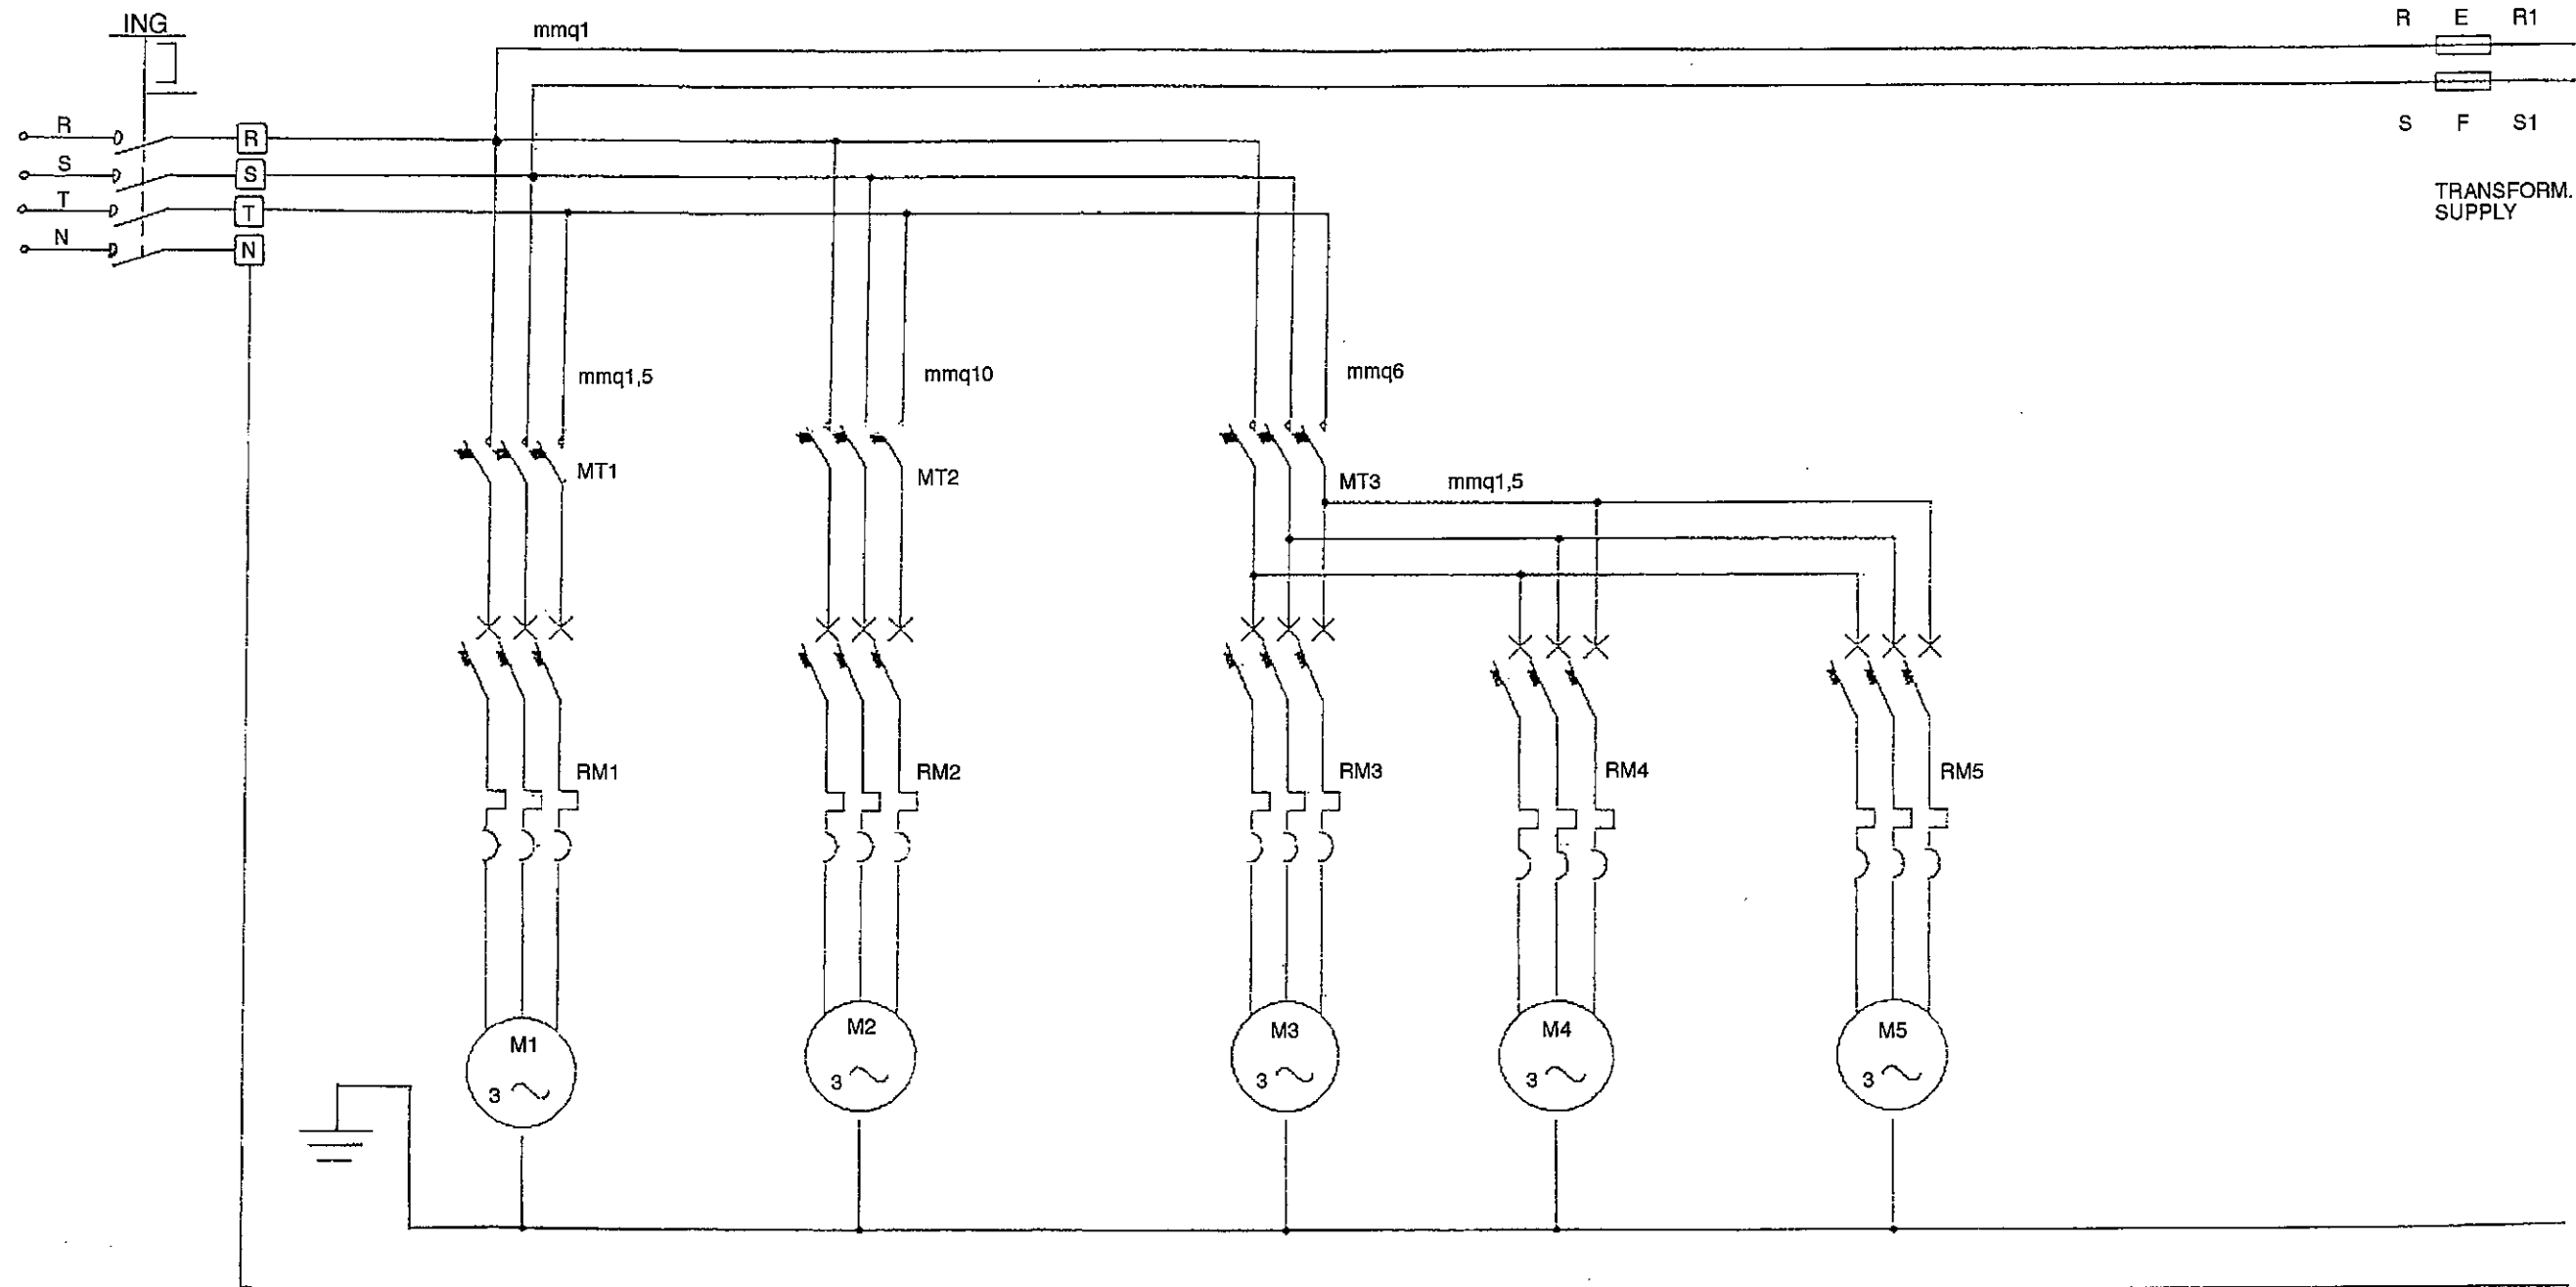 ING
mmq1
R E R1
S F S1
TRANSFORM.
SUPPLY
R R
S S
T T
N N
mmq1,5
mmq10
mmq6
MT1
MT2
MT3
mmq1,5
RM1
RM2
RM3
RM4
RM5
M1
3
M2
3
M3
3
M4
3
M5
3